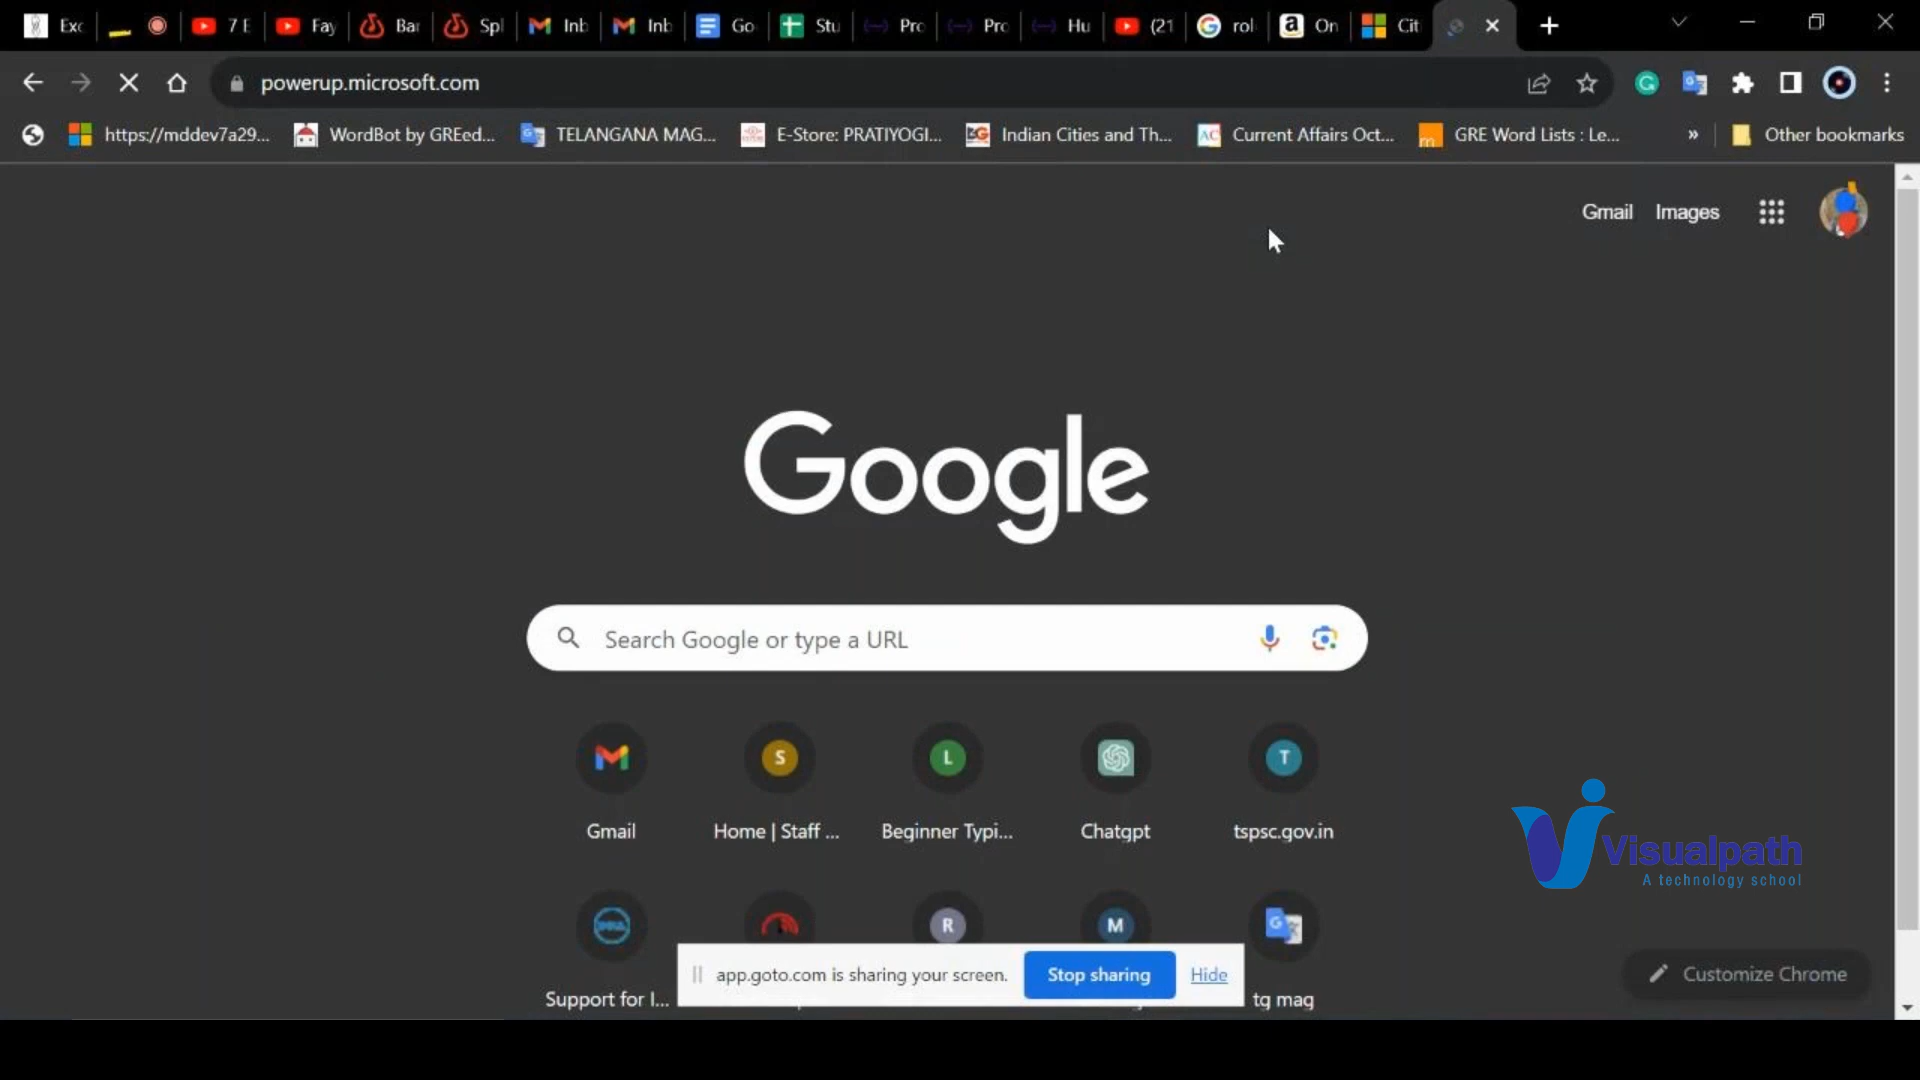 Exc
7 E
Fay
Bar
Spl
Inb
Inb
Go
Stu
Pro
Pro
Hu
(21
rol
On
Cit
powerup.microsoft.com
https://mddev7a29...
WordBot by GREed...
TELANGANA MAG...
E-Store: PRATIYOGI...
Indian Cities and Th...
Current Affairs Oct...
GRE Word Lists : Le...
»
Other bookmarks
Gmail
Images
Google
Search Google or type a URL
S
L
T
Gmail
Home | Staff ...
Beginner Typi...
Chatgpt
tspsc.gov.in
Visualpath
A technology school
DELL
R
M
app.goto.com is sharing your screen.
Stop sharing
Hide
Customize Chrome
Support for I...
tg mag